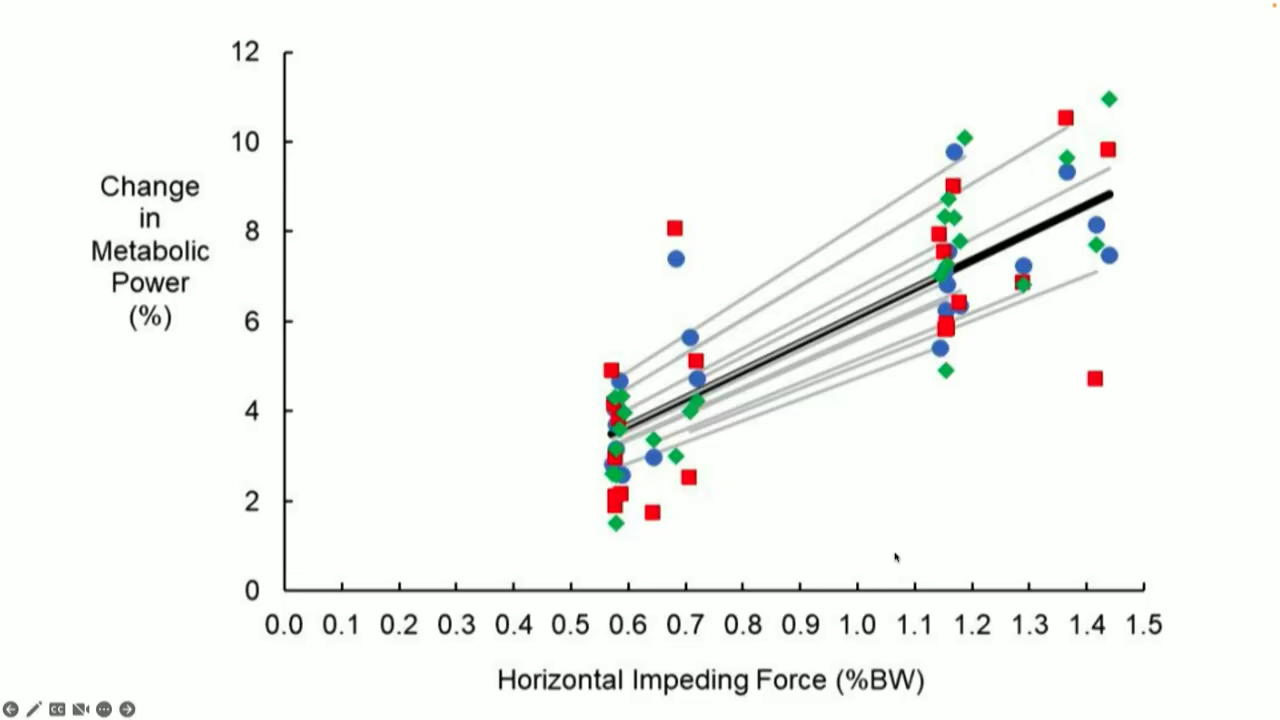 12
10
8
6
4
2
0
Change
in
Metabolic
Power
(%)
0.0 0.1 0.2 0.3 0.4 0.5 0.6 0.7 0.8 0.9 1.0 1.1 1.2 1.3 1.4 1.5
Horizontal Impeding Force (%BW)
CC